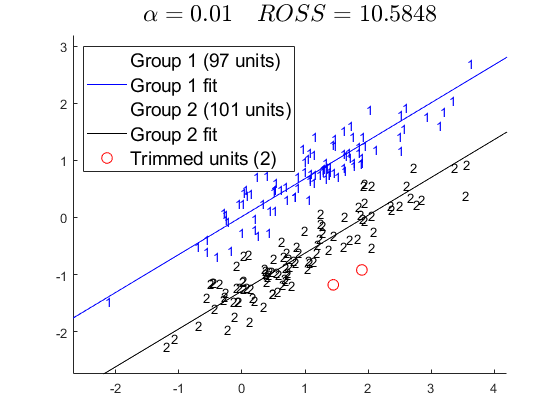 α = 0.01 ROSS = 10.5848
Group 1 (97 units)
Group 1 fit
Group 2 (101 units)
Group 2 fit
Trimmed units (2)
3
2
1
0
-1
-2
-2 -1 0 1 2 3 4